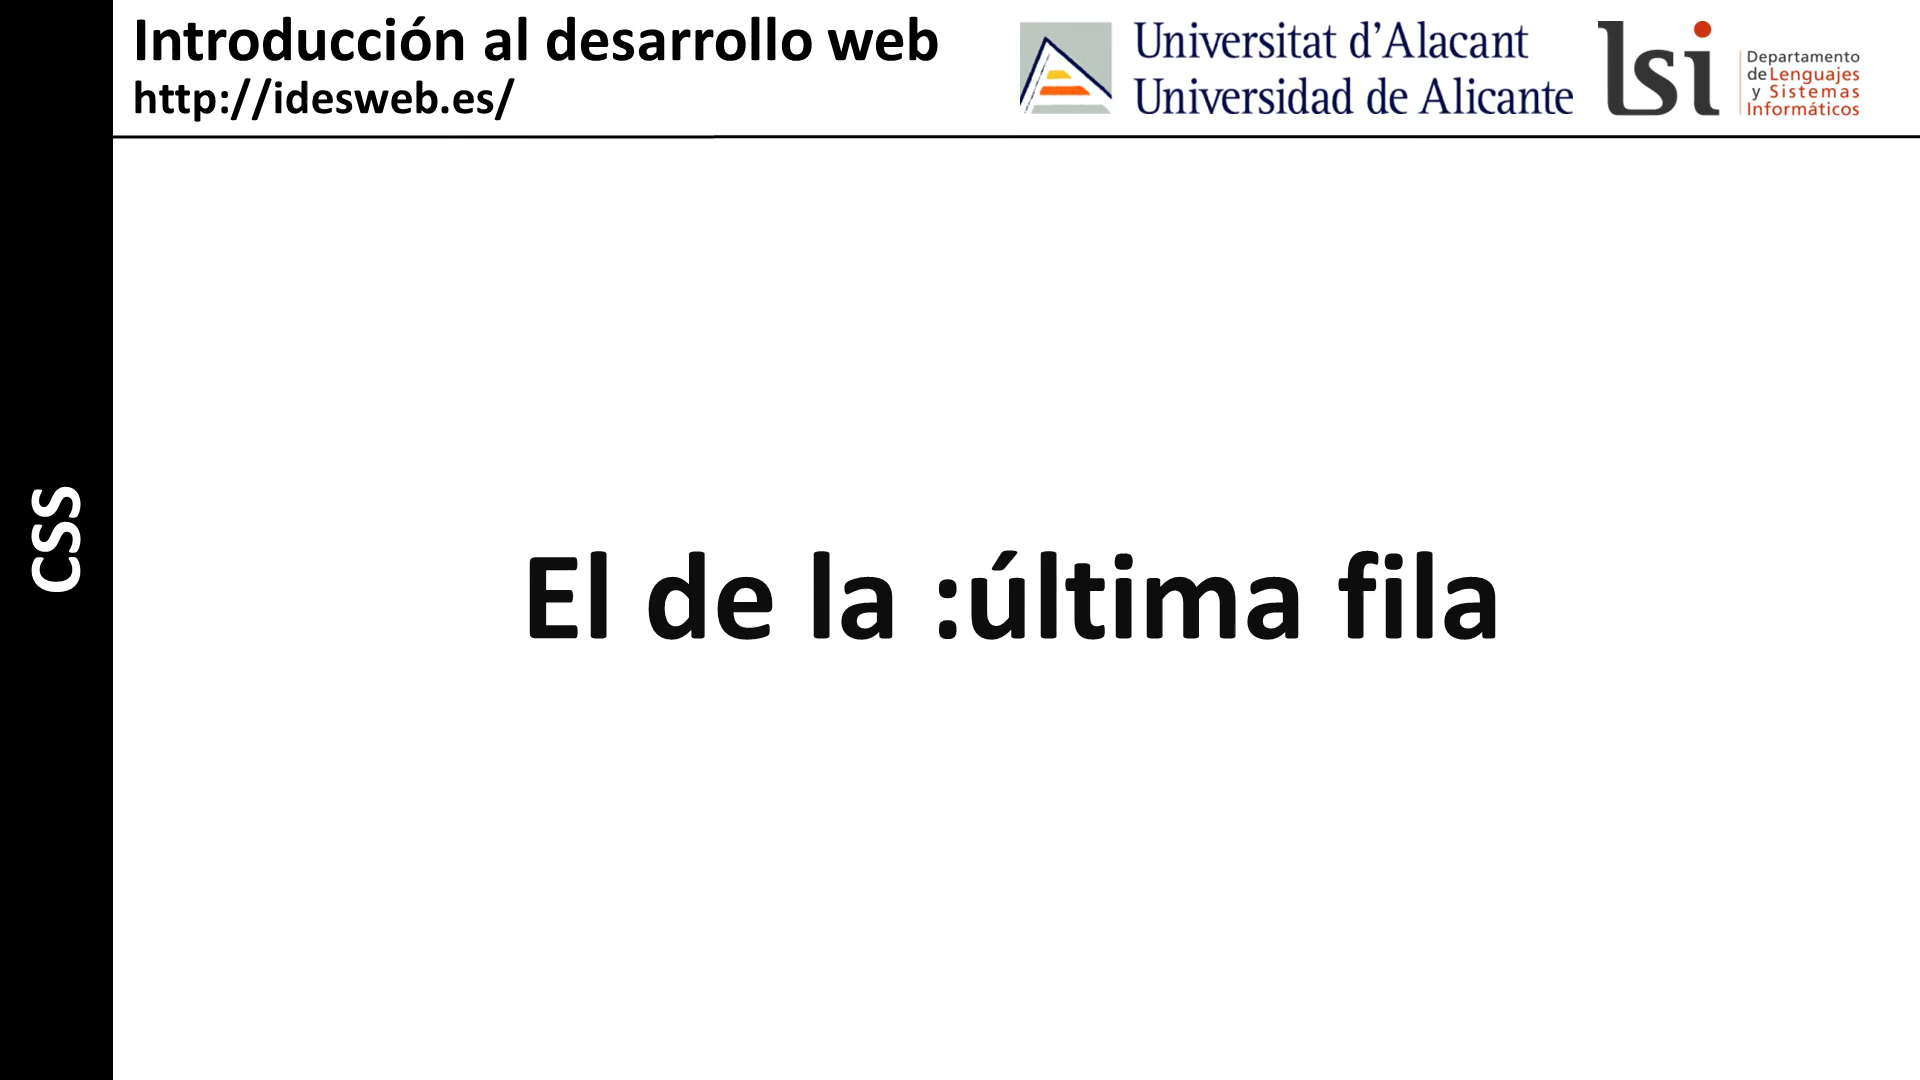 Introducción al desarrollo web
http://idesweb.es/
Universitat d'Alacant
Universidad de Alicante
lsi
Departamento
de Lenguajes
y Sistemas
Informáticos
CSS
El de la :última fila